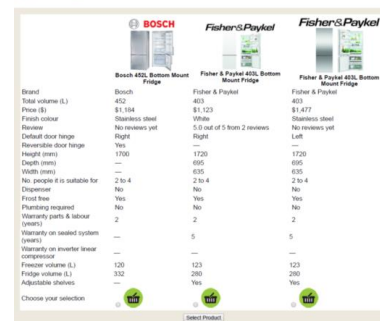 BOSCH Fisher&Paykel Fisher&Paykel
Bosch 452L Bottom Mount Fridge Fisher & Paykel 403L Bottom Mount Fridge Fisher & Paykel 403L Bottom Mount Fridge
Brand Bosch Fisher & Paykel Fisher & Paykel
Total volume (L) 452 403 403
Price ($) $1,184 $1,123 $1,477
Finish colour Stainless steel White Stainless steel
Review No reviews yet 5.0 out of 5 from 2 reviews No reviews yet
Default door hinge Right Right Left
Reversible door hinge Yes — —
Height (mm) 1700 1720 1720
Depth (mm) — 695 695
Width (mm) — 635 635
No. people it is suitable for 2 to 4 2 to 4 2 to 4
Dispenser No No No
Frost free Yes Yes Yes
Plumbing required No No No
Warranty parts & labour (years) 2 2 2
Warranty on sealed system (years) — 5 5
Warranty on inverter linear compressor — — —
Freezer volume (L) 120 123 123
Fridge volume (L) 332 280 280
Adjustable shelves — Yes Yes
Choose your selection
Select Product